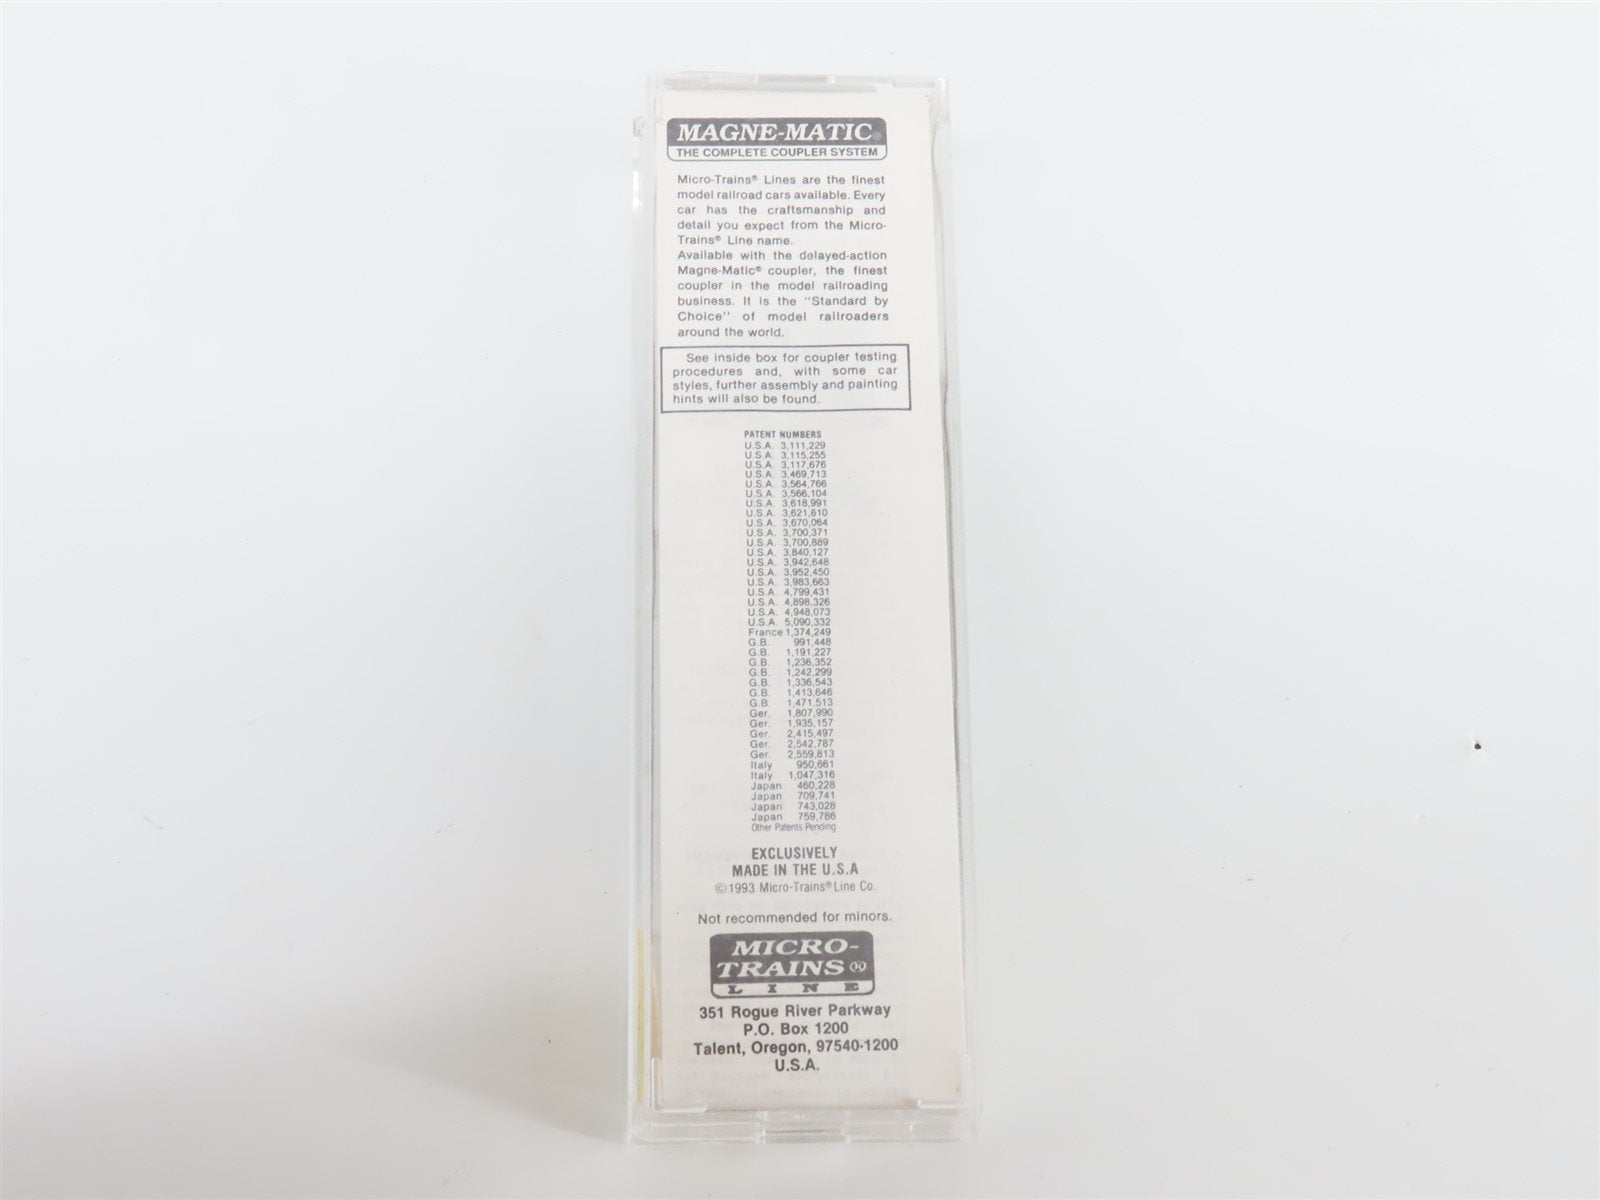 MAGNE-MATIC®
THE COMPLETE COUPLER SYSTEM
Micro-Trains® Lines are the finest
model railroad cars available. Every
car has the craftsmanship and
detail you expect from the Micro-
Trains® Line name.
Available with the delayed-action
Magne-Matic® coupler, the finest
coupler in the model railroading
business. It is the "Standard by
Choice" of model railroaders
around the world.
See inside box for coupler testing
procedures and, with some car
styles, further assembly and painting
hints will also be found.
PATENT NUMBERS
U.S.A. 3,111,229
U.S.A. 3,115,255
U.S.A. 3,117,676
U.S.A. 3,469,713
U.S.A. 3,564,766
U.S.A. 3,566,104
U.S.A. 3,618,991
U.S.A. 3,621,610
U.S.A. 3,670,064
U.S.A. 3,700,371
U.S.A. 3,700,889
U.S.A. 3,840,127
U.S.A. 3,942,648
U.S.A. 3,952,450
U.S.A. 3,983,663
U.S.A. 4,799,431
U.S.A. 4,898,326
U.S.A. 4,948,073
U.S.A. 5,090,332
France 1,374,249
G.B. 991,448
G.B. 1,191,227
G.B. 1,236,352
G.B. 1,242,299
G.B. 1,336,543
G.B. 1,413,646
G.B. 1,471,513
Ger. 1,807,990
Ger. 1,935,157
Ger. 2,415,497
Ger. 2,542,787
Ger. 2,559,813
Italy 950,661
Italy 1,047,316
Japan 460,228
Japan 709,741
Japan 743,028
Japan 759,786
Other Patents Pending
EXCLUSIVELY
MADE IN THE U.S.A
©1993 Micro-Trains® Line Co.
Not recommended for minors.
MICRO-
TRAINS®
LINE
351 Rogue River Parkway
P.O. Box 1200
Talent, Oregon, 97540-1200
U.S.A.